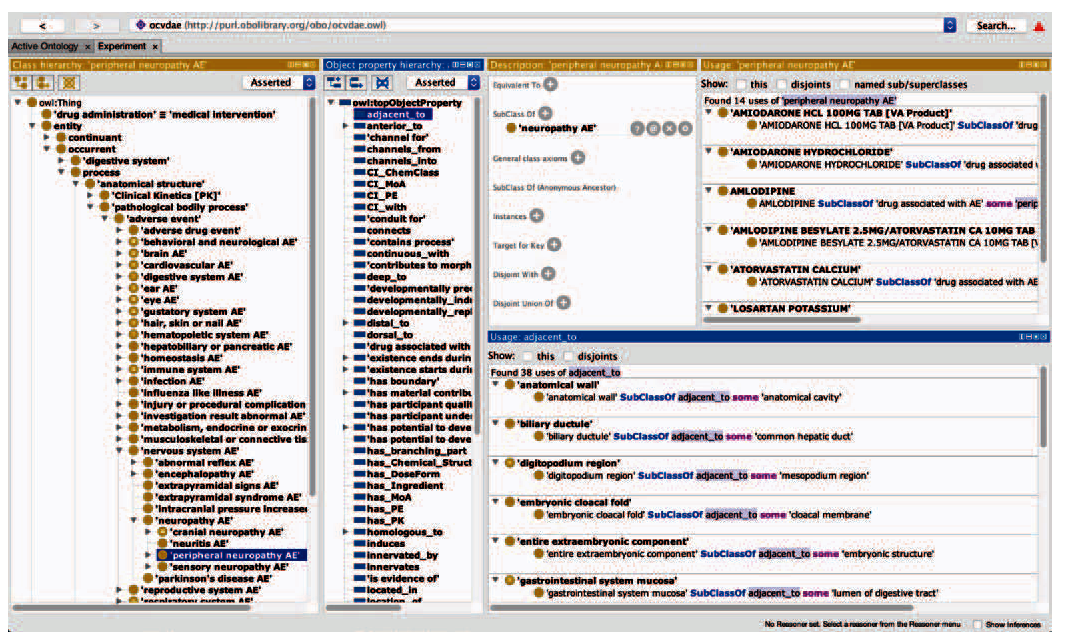 < > ocvdae (http://purl.obolibrary.org/obo/ocvdae.owl) Search...
Active Ontology × Experiment ×
Class hierarchy: 'peripheral neuropathy AE'
Asserted
owl:Thing
'drug administration' ≡ 'medical intervention'
entity
continuant
occurrent
'digestive system'
process
'anatomical structure'
'Clinical Kinetics [PK]'
'pathological bodily process'
'adverse event'
'adverse drug event'
'behavioral and neurological AE'
'brain AE'
'cardiovascular AE'
'digestive system AE'
'ear AE'
'eye AE'
'gustatory system AE'
'hair, skin or nail AE'
'hematopoietic system AE'
'hepatobiliary or pancreatic AE'
'homeostasis AE'
'immune system AE'
'infection AE'
'influenza like illness AE'
'injury or procedural complication
'investigation result abnormal AE'
'metabolism, endocrine or exocrin
'musculoskeletal or connective tis
'nervous system AE'
'abnormal reflex AE'
'encephalopathy AE'
'extrapyramidal signs AE'
'extrapyramidal syndrome AE'
'intracranial pressure increased
'neuropathy AE'
'cranial neuropathy AE'
'neuritis AE'
'peripheral neuropathy AE'
'sensory neuropathy AE'
'parkinson's disease AE'
'reproductive system AE'
'respiratory system AE'
Object property hierarchy:
Asserted
owl:topObjectProperty
adjacent_to
anterior_to
'channel for'
channels_from
channels_into
CI_ChemClass
CI_MoA
CI_PE
CI_with
'conduit for'
connects
'contains process'
continuous_with
'contributes to morph
deep_to
'developmentally prec
developmentally_indu
developmentally_repl
distal_to
dorsal_to
'drug associated with
'existence ends durin
'existence starts duri
'has boundary'
'has material contribu
'has participant qualit
'has participant under
'has potential to deve
'has potential to deve
has_branching_part
has_Chemical_Struct
has_DoseForm
has_Ingredient
has_MoA
has_PE
has_PK
homologous_to
induces
innervated_by
innervates
'is evidence of'
located_in
location_of
Description: 'peripheral neuropathy A
Equivalent To
SubClass Of
'neuropathy AE'
General class axioms
SubClass Of (Anonymous Ancestor)
Instances
Target for Key
Disjoint With
Disjoint Union Of
Usage: 'peripheral neuropathy AE'
Show: this disjoints named sub/superclasses
Found 14 uses of 'peripheral neuropathy AE'
'AMIODARONE HCL 100MG TAB [VA Product]'
'AMIODARONE HCL 100MG TAB [VA Product]' SubClassOf 'drug
'AMIODARONE HYDROCHLORIDE'
'AMIODARONE HYDROCHLORIDE' SubClassOf 'drug associated v
AMLODIPINE
AMLODIPINE SubClassOf 'drug associated with AE' some 'perip
'AMLODIPINE BESYLATE 2.5MG/ATORVASTATIN CA 10MG TAB
'AMLODIPINE BESYLATE 2.5MG/ATORVASTATIN CA 10MG TAB [V
'ATORVASTATIN CALCIUM'
'ATORVASTATIN CALCIUM' SubClassOf 'drug associated with AE
'LOSARTAN POTASSIUM'
Usage: adjacent_to
Show: this disjoints
Found 38 uses of adjacent_to
'anatomical wall'
'anatomical wall' SubClassOf adjacent_to some 'anatomical cavity'
'biliary ductule'
'biliary ductule' SubClassOf adjacent_to some 'common hepatic duct'
'digitopodium region'
'digitopodium region' SubClassOf adjacent_to some 'mesopodium region'
'embryonic cloacal fold'
'embryonic cloacal fold' SubClassOf adjacent_to some 'cloacal membrane'
'entire extraembryonic component'
'entire extraembryonic component' SubClassOf adjacent_to some 'embryonic structure'
'gastrointestinal system mucosa'
'gastrointestinal system mucosa' SubClassOf adjacent_to some 'lumen of digestive tract'
No Reasoner set. Select a reasoner from the Reasoner menu Show Inferences